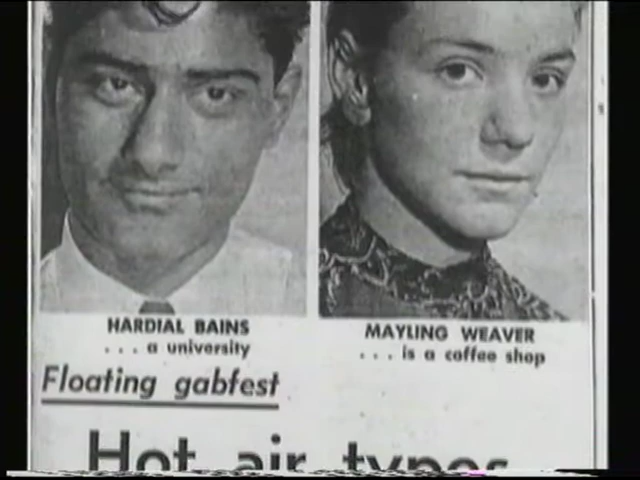 HARDIAL BAINS
. . . a university
MAYLING WEAVER
. . . is a coffee shop
Floating gabfest
Hot air types